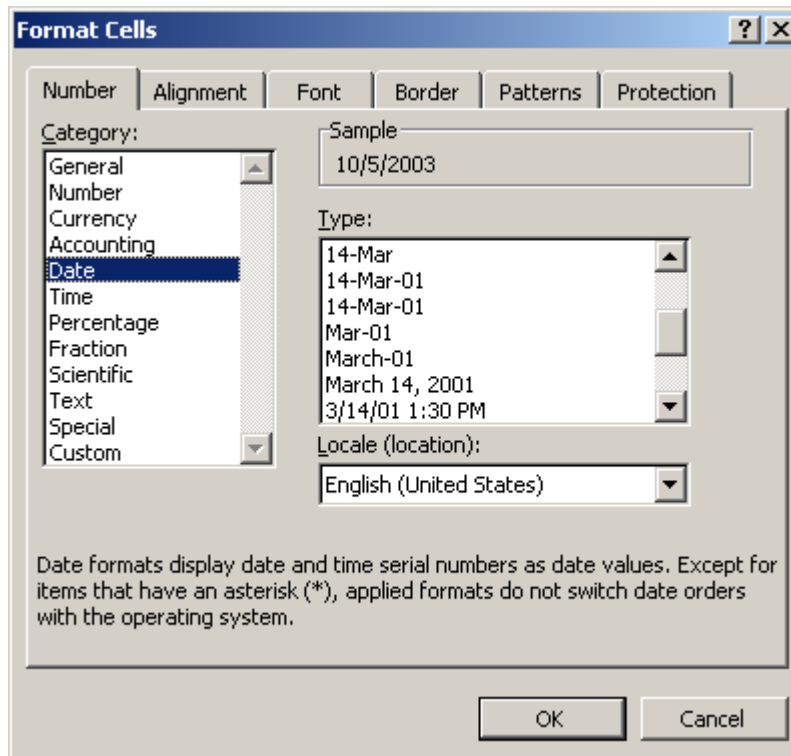 Format Cells
Number Alignment Font Border Patterns Protection
Category:
General
Number
Currency
Accounting
Date
Time
Percentage
Fraction
Scientific
Text
Special
Custom
Sample
10/5/2003
Type:
14-Mar
14-Mar-01
14-Mar-01
Mar-01
March-01
March 14, 2001
3/14/01 1:30 PM
Locale (location):
English (United States)
Date formats display date and time serial numbers as date values. Except for
items that have an asterisk (*), applied formats do not switch date orders
with the operating system.
OK Cancel